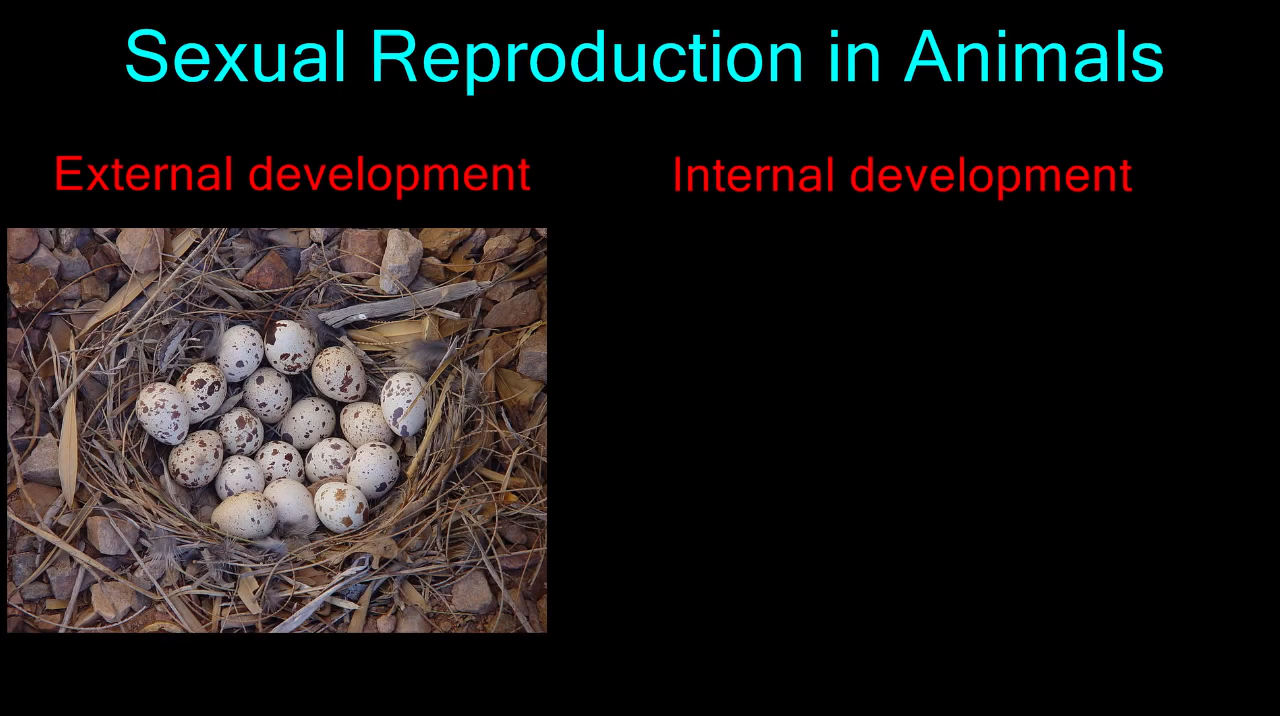 Sexual Reproduction in Animals
External development
Internal development